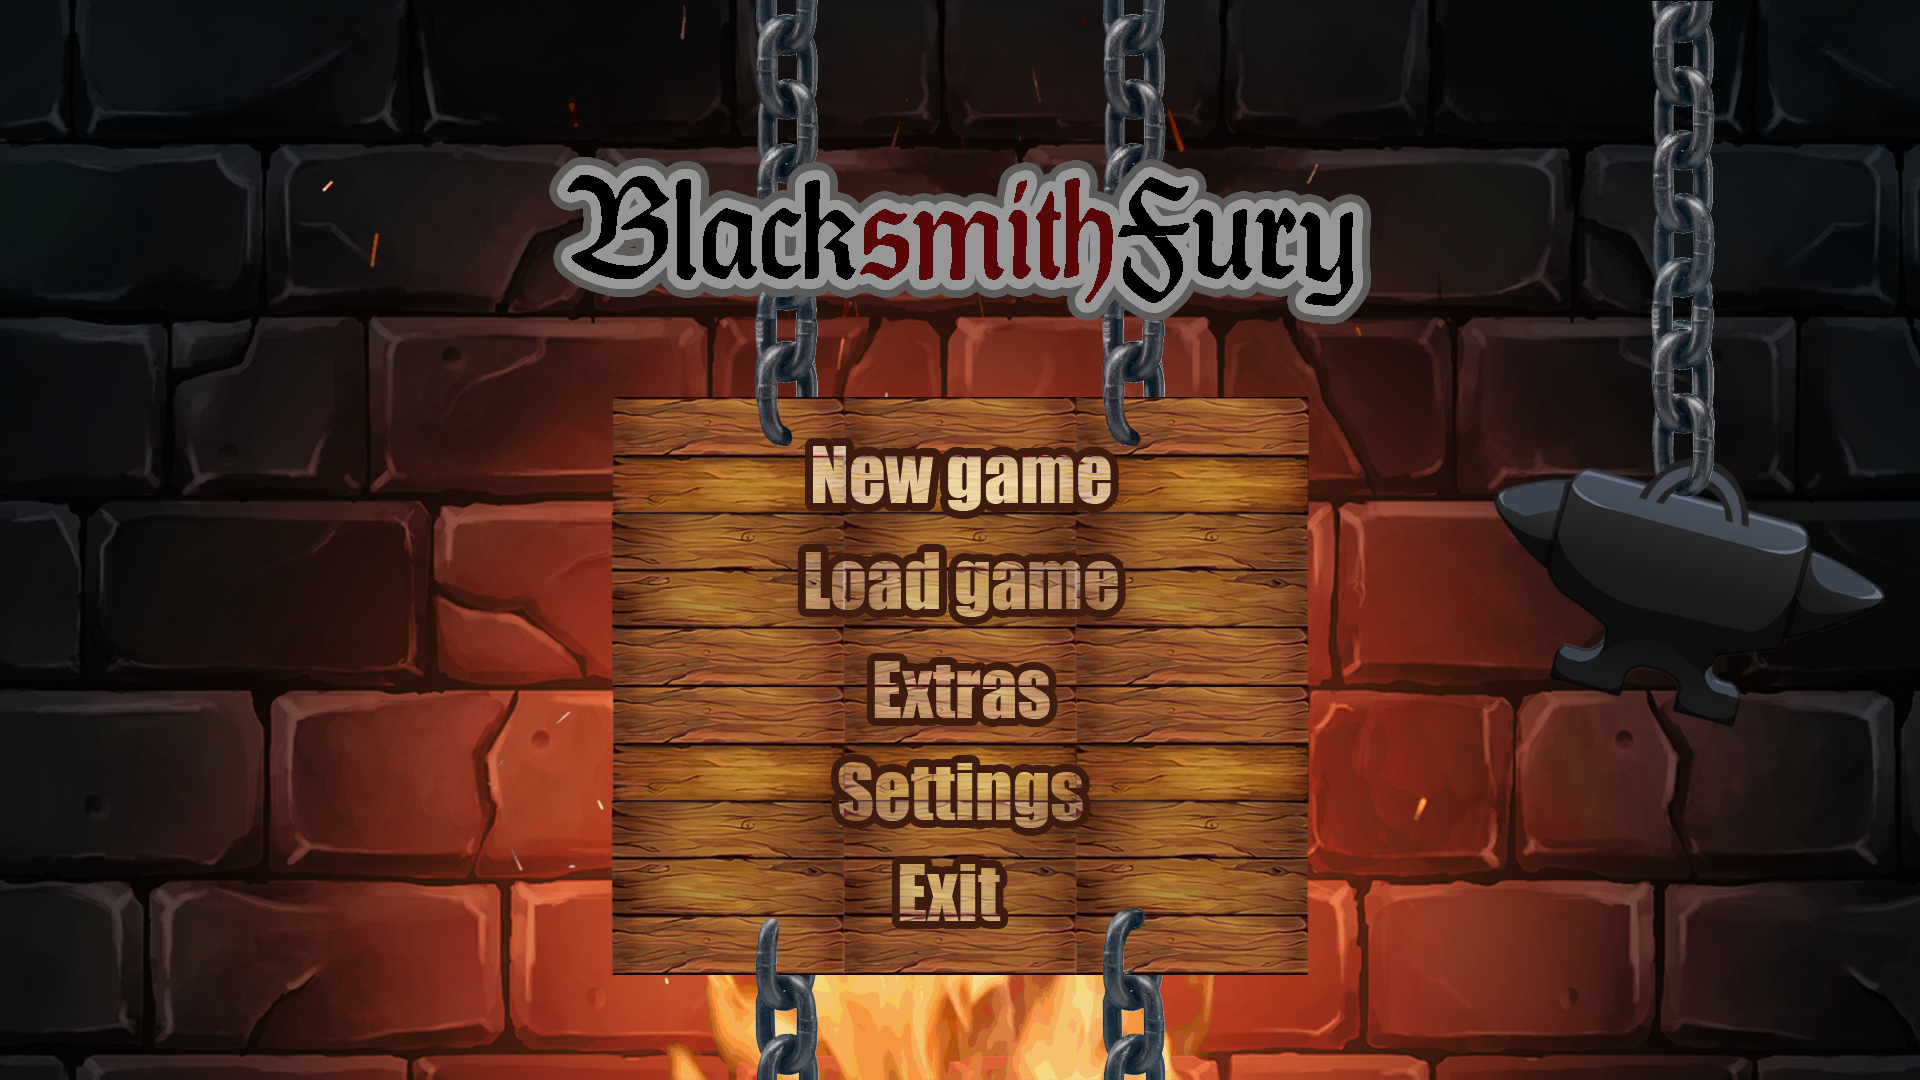 BlacksmithFury
New game
Load game
Extras
Settings
Exit